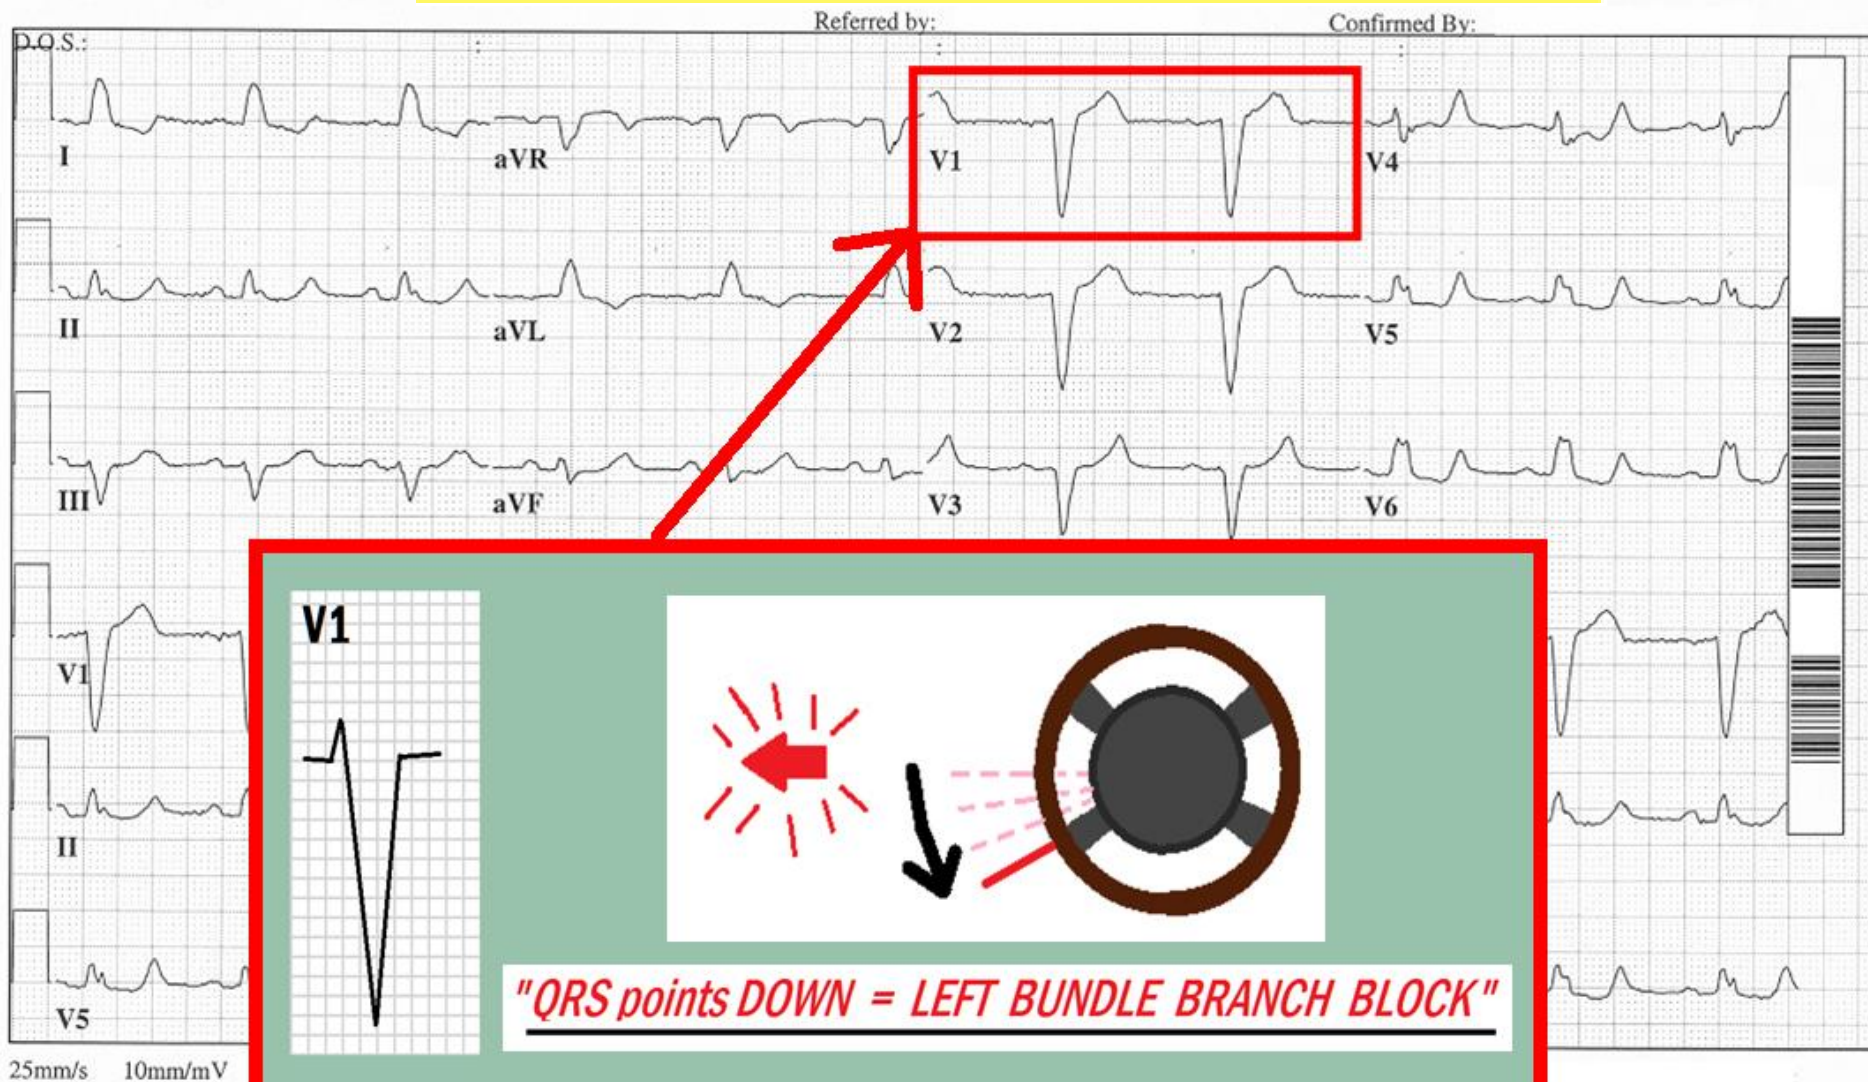 Referred by: Confirmed By:
D.O.S.:
I aVR V1 V4
II aVL V2 V5
III aVF V3 V6
V1
II
V5
V1
"QRS points DOWN = LEFT BUNDLE BRANCH BLOCK"
25mm/s 10mm/mV